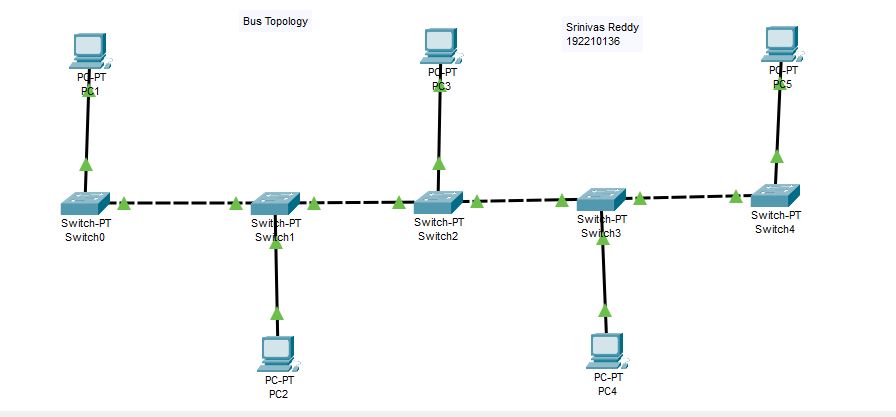 Bus Topology
Srinivas Reddy
192210136
PC-PT
PC1
PC-PT
PC3
PC-PT
PC5
Switch-PT
Switch0
Switch-PT
Switch1
Switch-PT
Switch2
Switch-PT
Switch3
Switch-PT
Switch4
PC-PT
PC2
PC-PT
PC4